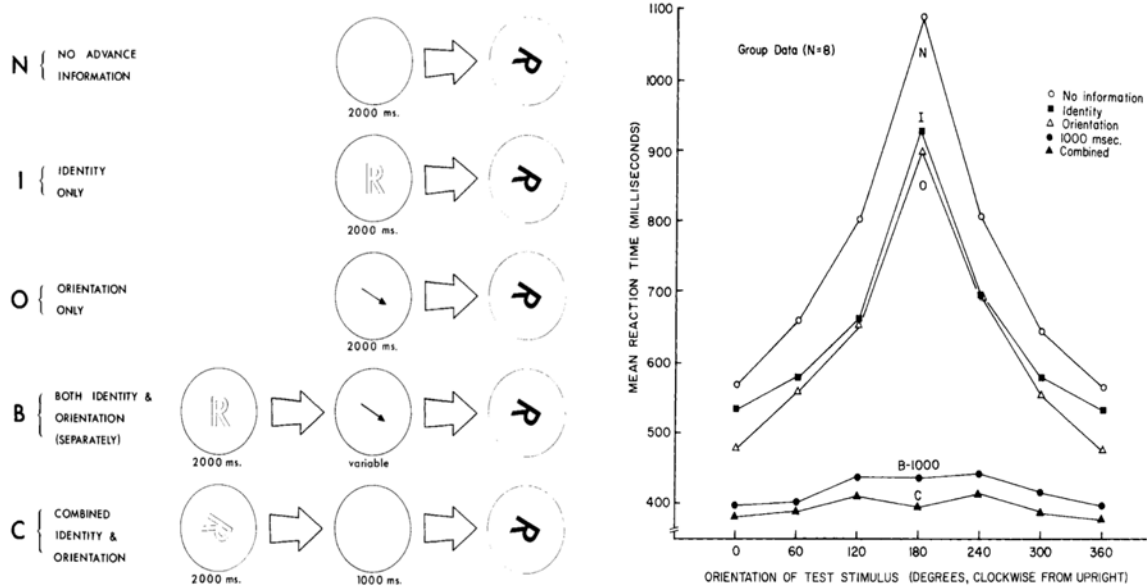 N { NO ADVANCE
INFORMATION
2000 ms.
R
I { IDENTITY
ONLY
R
2000 ms.
R
O { ORIENTATION
ONLY
2000 ms.
R
B { BOTH IDENTITY &
ORIENTATION
(SEPARATELY)
R
2000 ms.
variable
R
C { COMBINED
IDENTITY &
ORIENTATION
R
2000 ms.
1000 ms.
R
MEAN REACTION TIME (MILLISECONDS)
1100
1000
900
800
700
600
500
400
Group Data (N=8)
No information
Identity
Orientation
1000 msec.
Combined
N
I
O
B-1000
C
0 60 120 180 240 300 360
ORIENTATION OF TEST STIMULUS (DEGREES, CLOCKWISE FROM UPRIGHT)